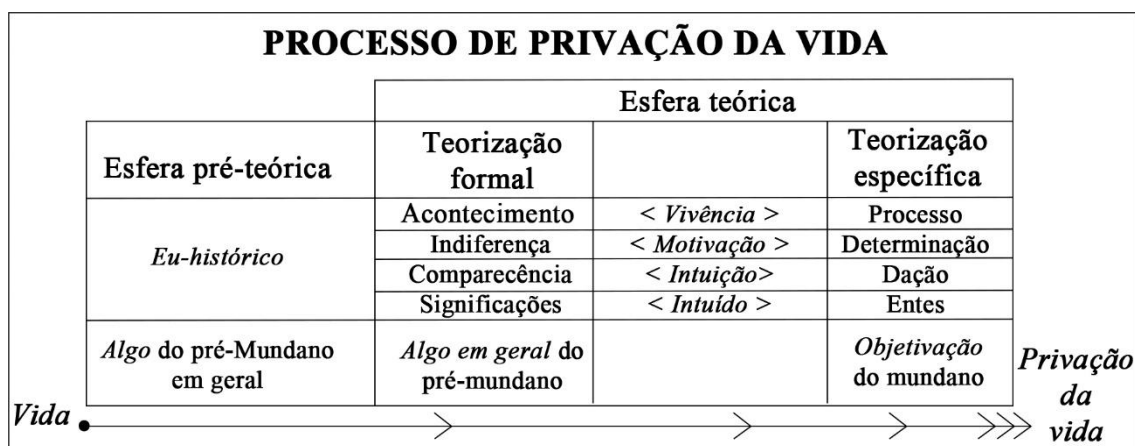 PROCESSO DE PRIVAÇÃO DA VIDA
Esfera teórica
Esfera pré-teórica
Teorização
formal
Teorização
específica
Eu-histórico
Acontecimento < Vivência > Processo
Indiferença < Motivação > Determinação
Comparecência < Intuição> Dação
Significações < Intuído > Entes
Algo do pré-Mundano
em geral
Algo em geral do
pré-mundano
Objetivação
do mundano
Vida
Privação
da
vida